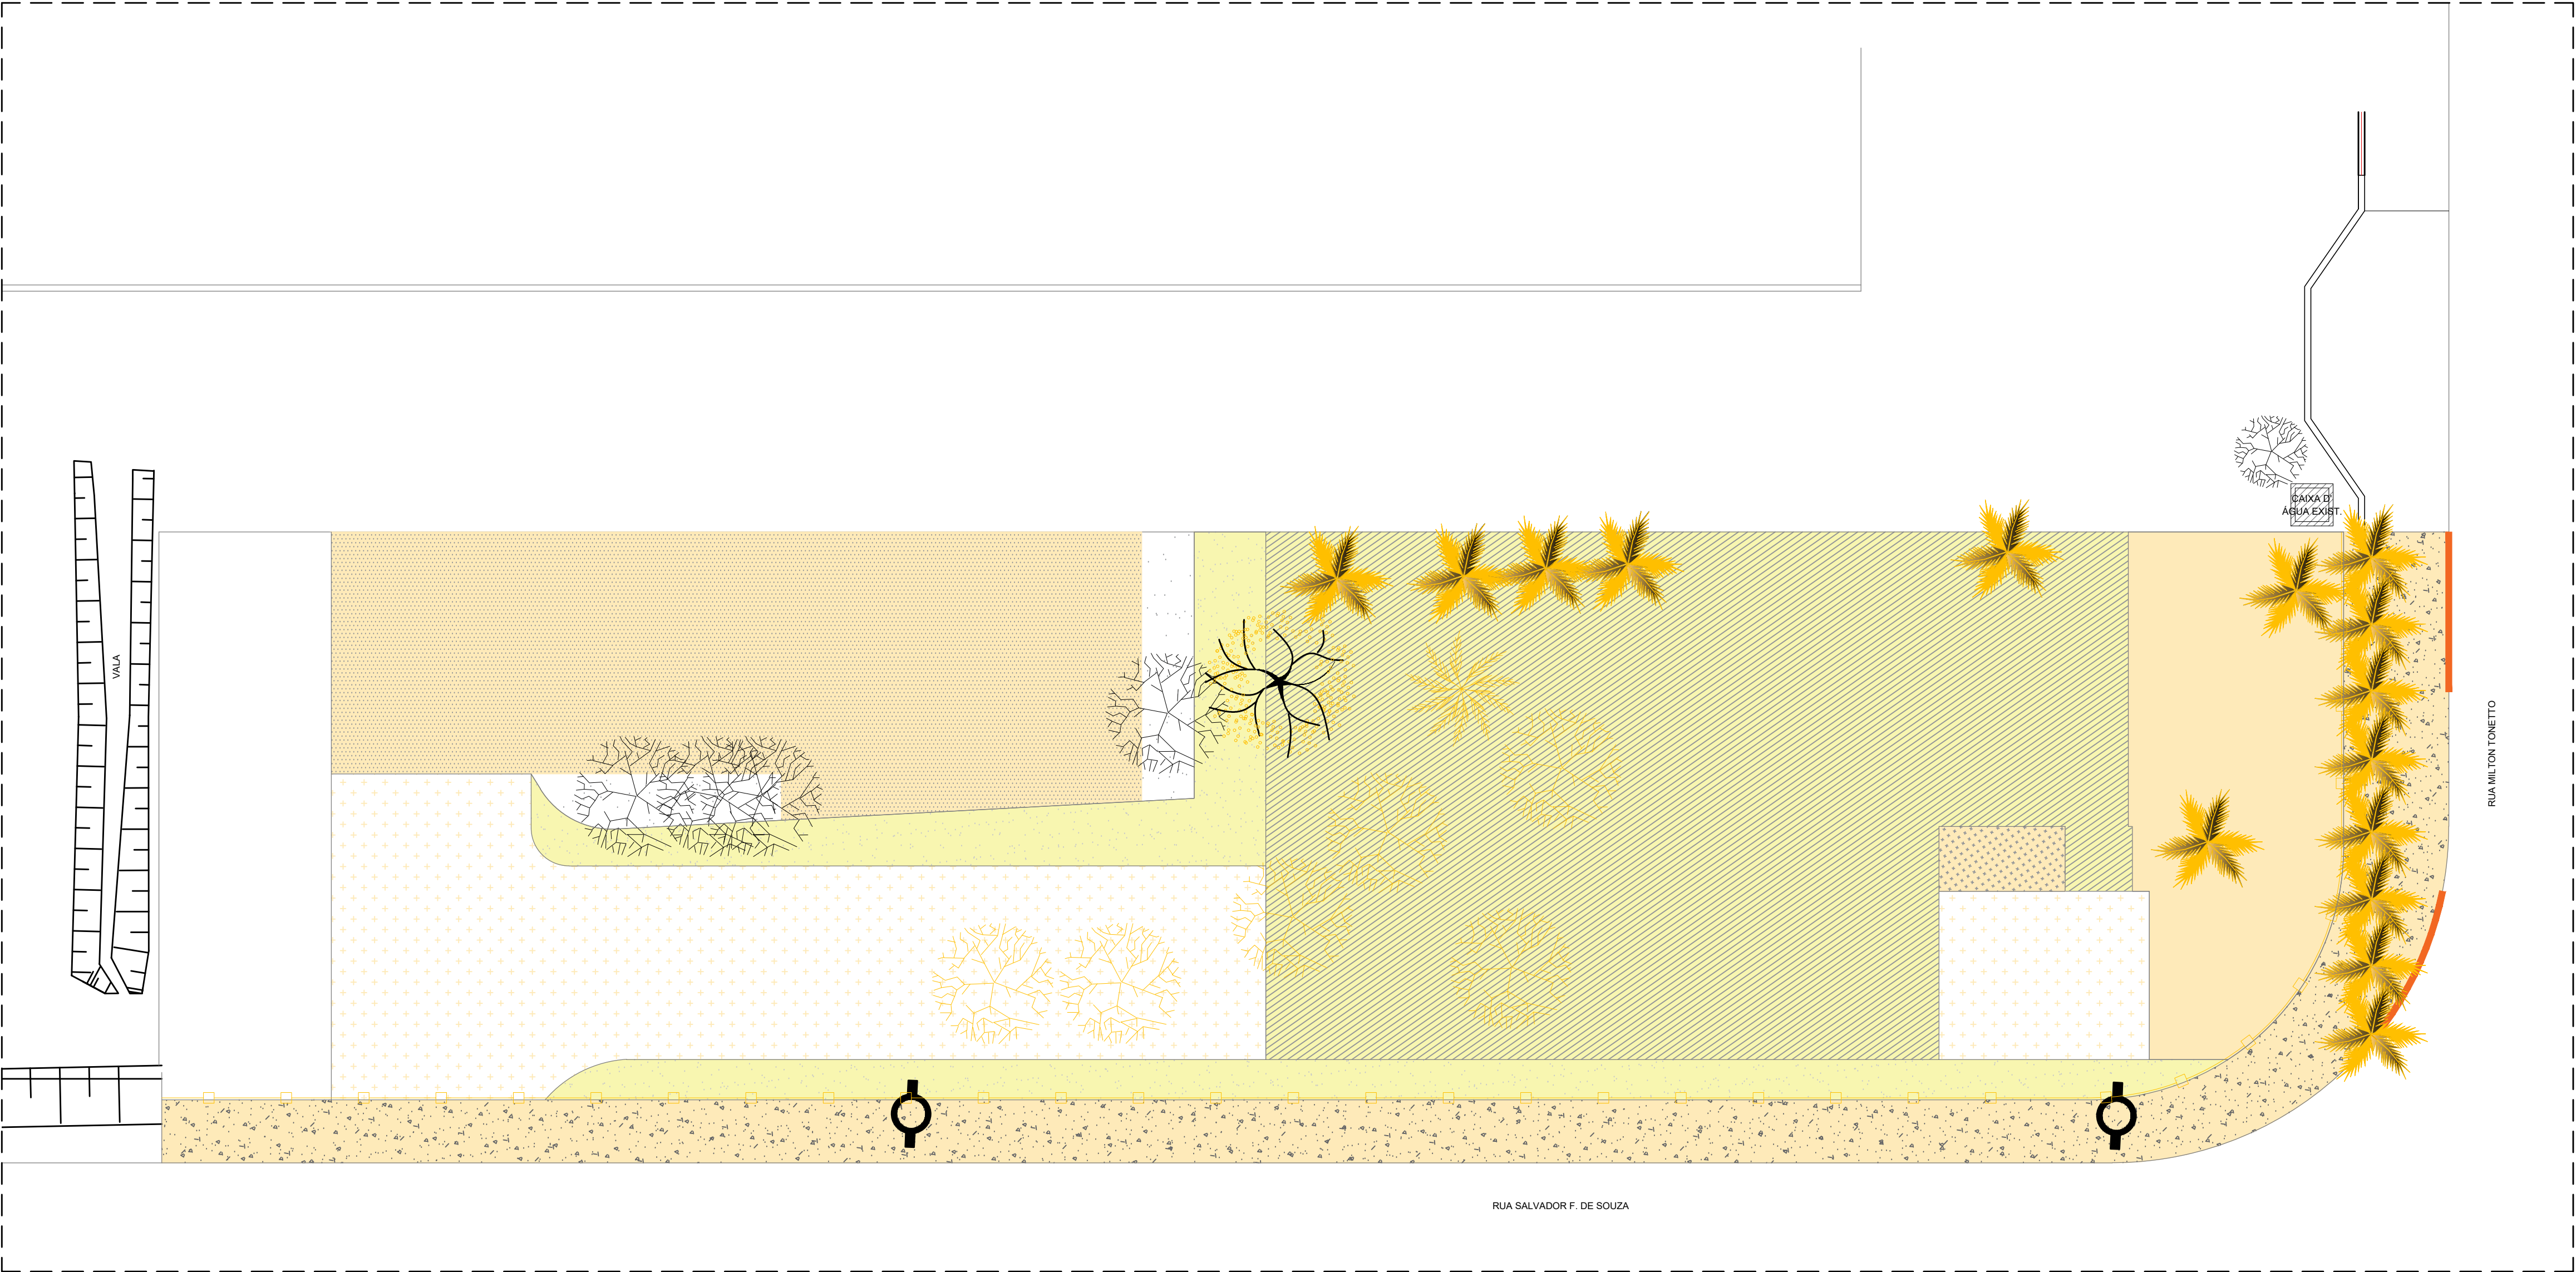 CAIXA D'
ÁGUA EXIST.
VALA
RUA MILTON TONETTO
RUA SALVADOR F. DE SOUZA